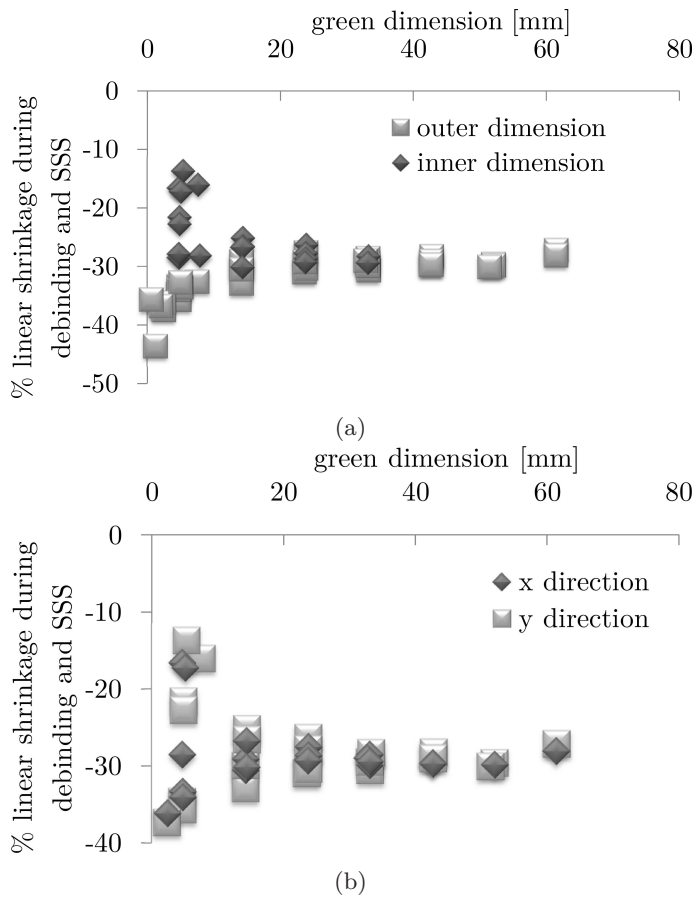 green dimension [mm]
0 20 40 60 80
0
-10
-20
-30
-40
-50
% linear shrinkage during
debinding and SSS
outer dimension
inner dimension
(a)
green dimension [mm]
0 20 40 60 80
0
-10
-20
-30
-40
% linear shrinkage during
debinding and SSS
x direction
y direction
(b)